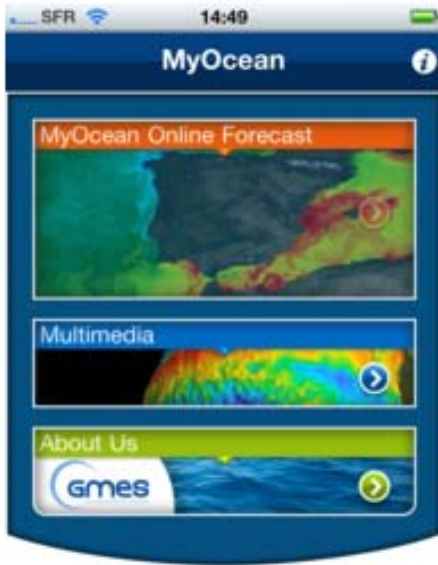 SFR 14:49
MyOcean i
MyOcean Online Forecast
Multimedia
About Us
Gmes